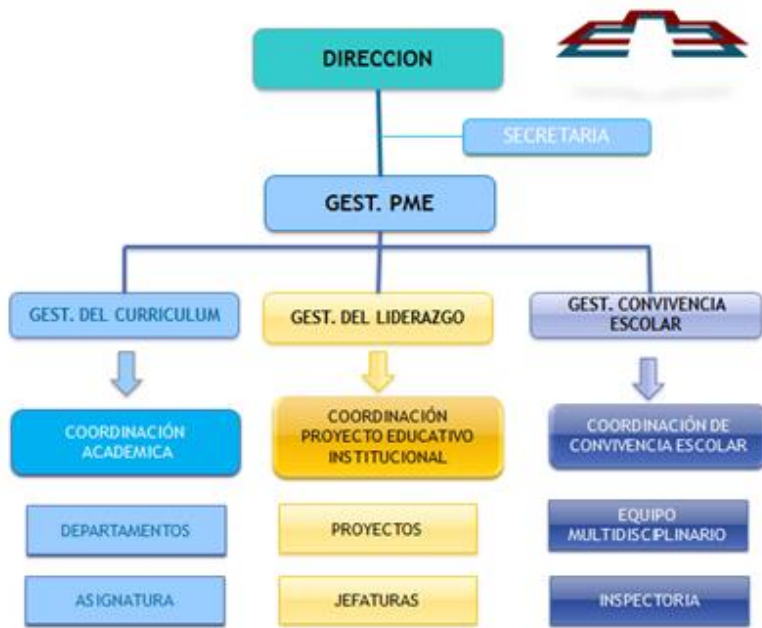 DIRECCION
SECRETARIA
GEST. PME
GEST. DEL CURRICULUM
GEST. DEL LIDERAZGO
GEST. CONVIVENCIA
ESCOLAR
COORDINACIÓN
ACADEMICA
COORDINACIÓN
PROYECTO EDUCATIVO
INSTITUCIONAL
COORDINACIÓN DE
CONVIVENCIA ESCOLAR
DEPARTAMENTOS
PROYECTOS
EQUIPO
MULTIDISCIPLINARIO
ASIGNATURA
JEFATURAS
INSPECTORIA